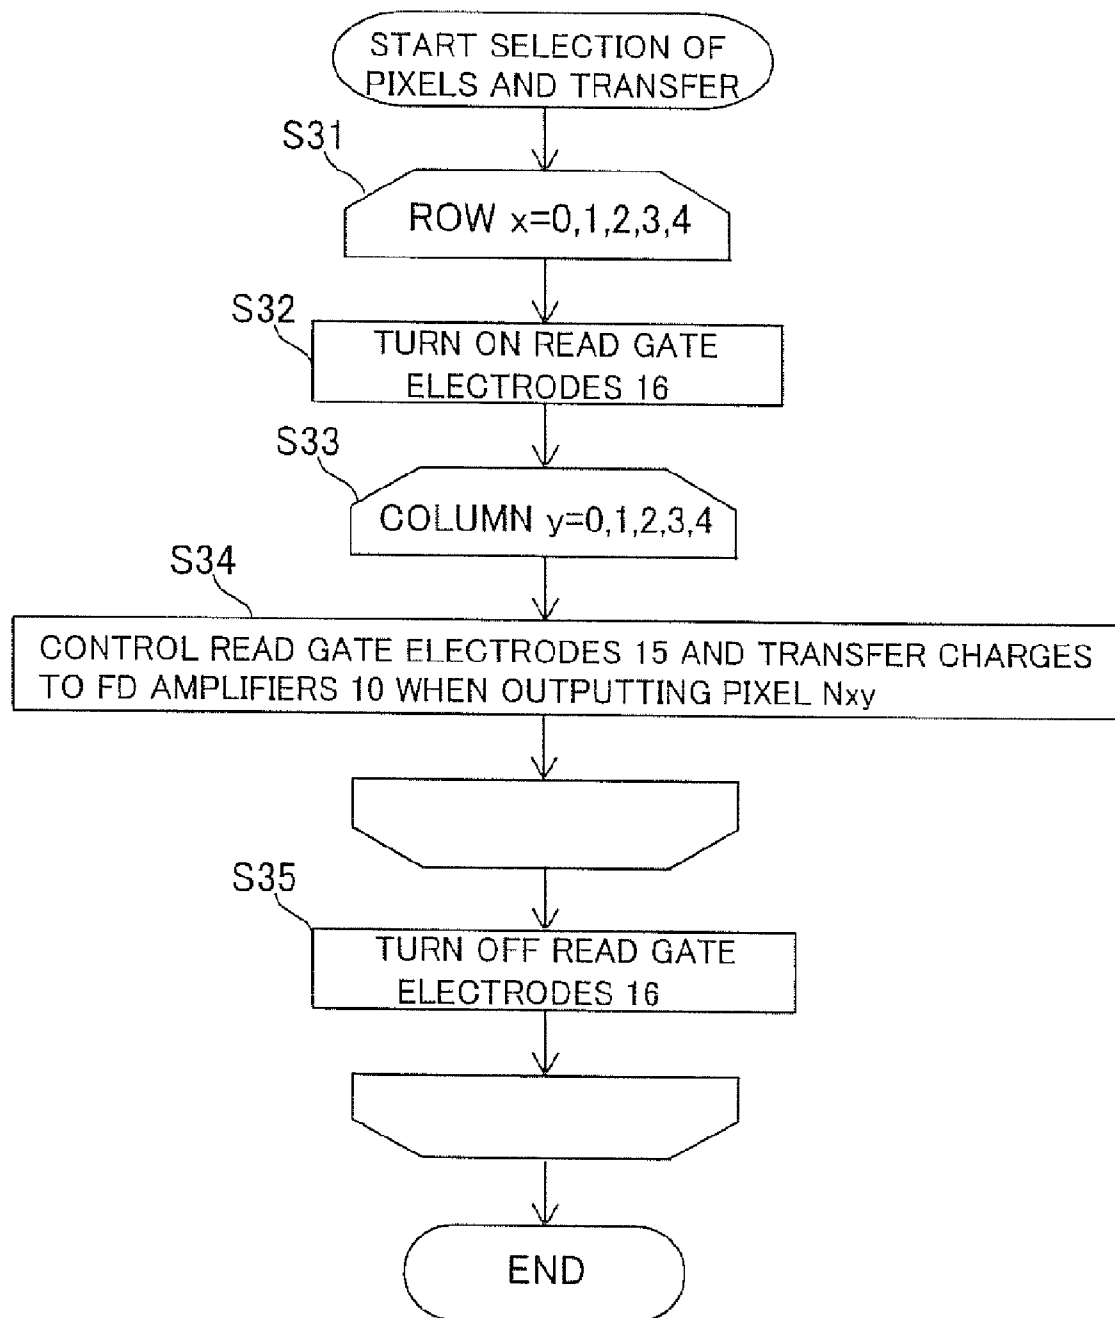 START SELECTION OF
PIXELS AND TRANSFER
S31
ROW x=0,1,2,3,4
S32
TURN ON READ GATE
ELECTRODES 16
S33
COLUMN y=0,1,2,3,4
S34
CONTROL READ GATE ELECTRODES 15 AND TRANSFER CHARGES
TO FD AMPLIFIERS 10 WHEN OUTPUTTING PIXEL Nxy
S35
TURN OFF READ GATE
ELECTRODES 16
END